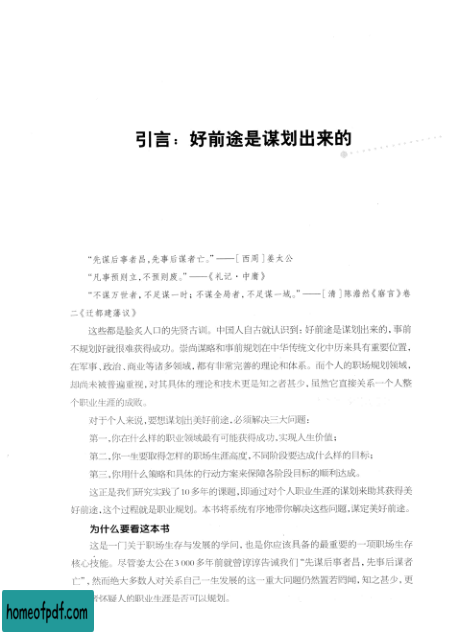 引言：好前途是谋划出来的
“先谋后事者昌，先事后谋者亡。”——［西周］姜太公
“凡事预则立，不预则废。”——《礼记·中庸》
“不谋万世者，不足谋一时；不谋全局者，不足谋一域。”——［清］陈澹然《寤言》卷
二《迁都建藩议》
这些都是脍炙人口的先贤古训。中国人自古就认识到：好前途是谋划出来的，事前
不规划好就很难获得成功。崇尚谋略和事前规划在中华传统文化中历来具有重要位置，
在军事、政治、商业等诸多领域，都有非常完善的理论和体系。而个人的职场规划领域，
却尚未被普遍重视，对其具体的理论和技术更是知之者甚少，虽然它直接关系一个人整
个职业生涯的成败。
对于个人来说，要想谋划出美好前途，必须解决三大问题：
第一，你在什么样的职业领域最有可能获得成功，实现人生价值；
第二，你一生要取得怎样的职场生涯高度，不同阶段要达成什么样的目标；
第三，你用什么策略和具体的行动方案来保障各阶段目标的顺利达成。
这正是我们研究实践了10多年的课题，即通过对个人职业生涯的谋划来助其获得美
好前途，这个过程就是职业规划。本书将系统有序地带你解决这些问题，谋定美好前途。
为什么要看这本书
这是一门关于职场生存与发展的学问，也是你应该具备的最重要的一项职场生存
核心技能。尽管姜太公在3 000多年前就曾谆谆告诫我们“先谋后事者昌，先事后谋者
亡”，然而绝大多数人对关系自己一生发展的这一重大问题仍然置若罔闻，知之甚少，更
怀疑人的职业生涯是否可以规划。
homeofpdf.com